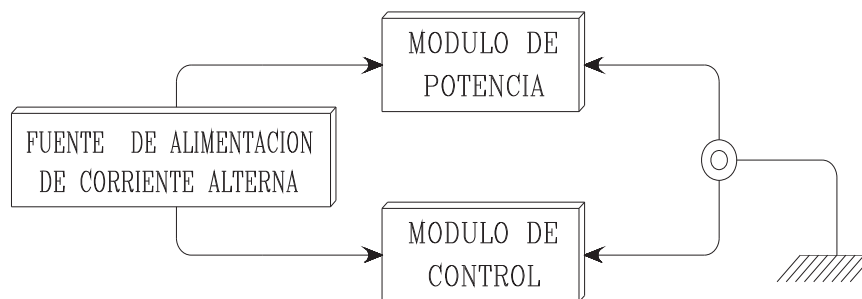 MODULO DE
POTENCIA
FUENTE DE ALIMENTACION
DE CORRIENTE ALTERNA
MODULO DE
CONTROL